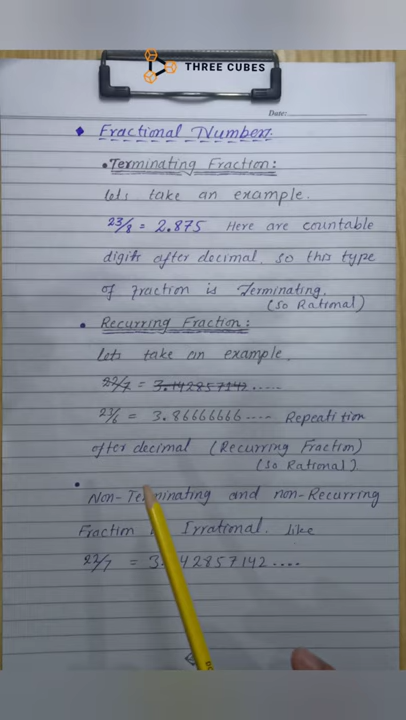 THREE CUBES
Date:
Fractional Number
Terminating Fraction:
Lets take an example.
23/8 = 2.875 Here are countable
digits after decimal, so this type
of Fraction is Terminating.
(So Rational)
Recurring Fraction:
Lets take an example,
22/7 = 3.142857142.....
23/6 = 3.86666666.... Repeatition
after decimal (Recurring Fraction)
(So Rational)
Non-Terminating and non-Recurring
Fraction Irrational. like
22/7 = 3. 42857142....